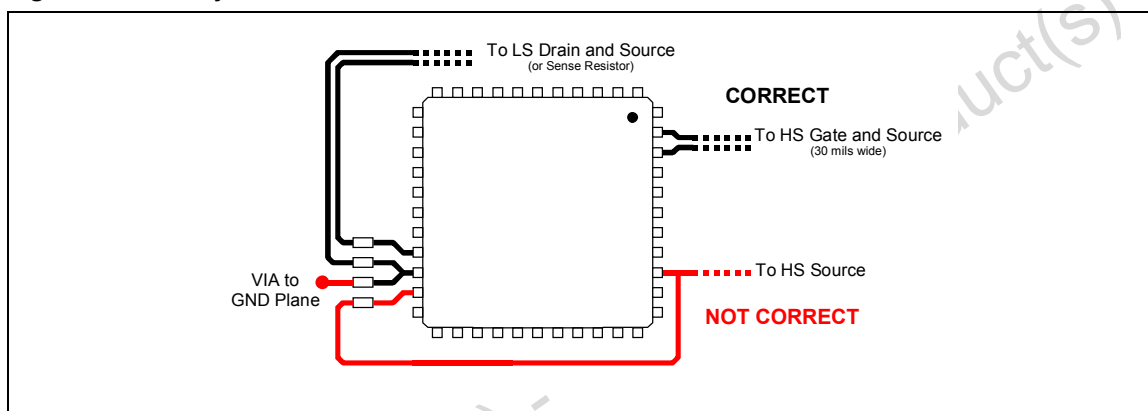 To LS Drain and Source
(or Sense Resistor)
CORRECT
To HS Gate and Source
(30 mils wide)
VIA to
GND Plane
To HS Source
NOT CORRECT